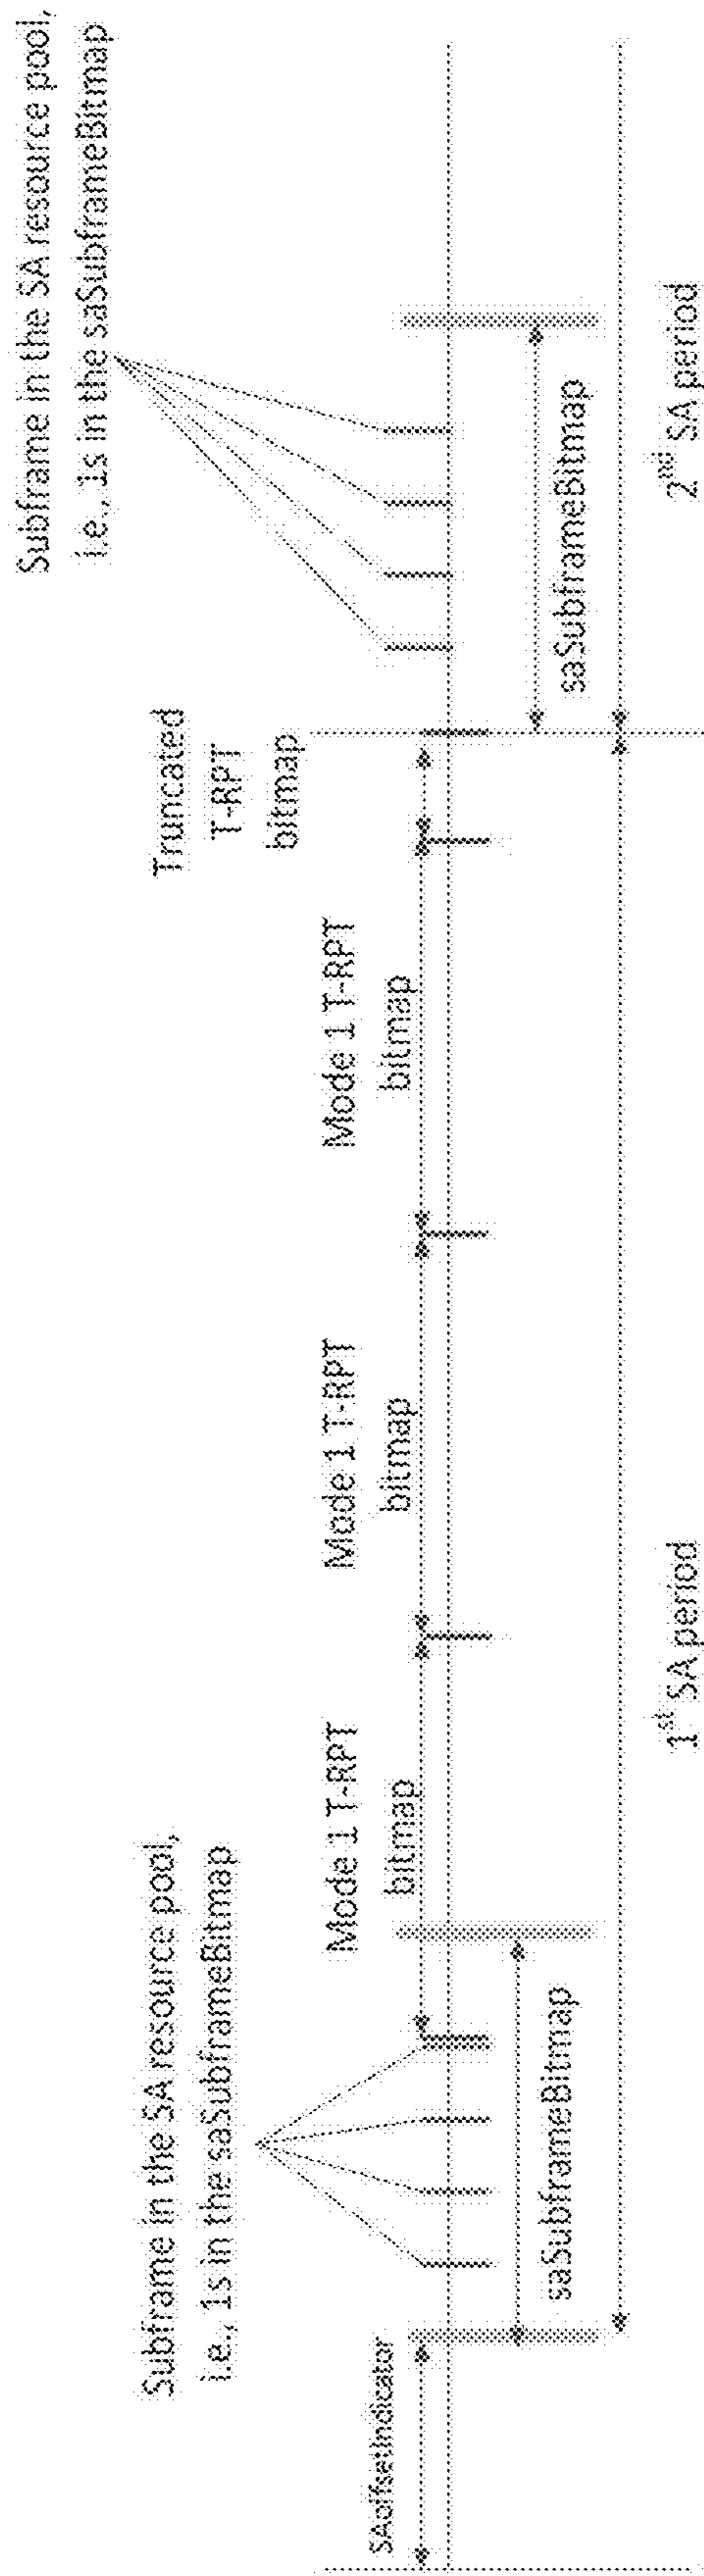 Subframe in the SA resource pool,
i.e., 1s in the saSubframeBitmap
Subframe in the SA resource pool,
i.e., 1s in the saSubframeBitmap
Truncated
T-RPT
bitmap
Mode 1 T-RPT
bitmap
Mode 1 T-RPT
bitmap
Mode 1 T-RPT
bitmap
SAoffsetIndicator
saSubframeBitmap
saSubframeBitmap
1st SA period
2nd SA period